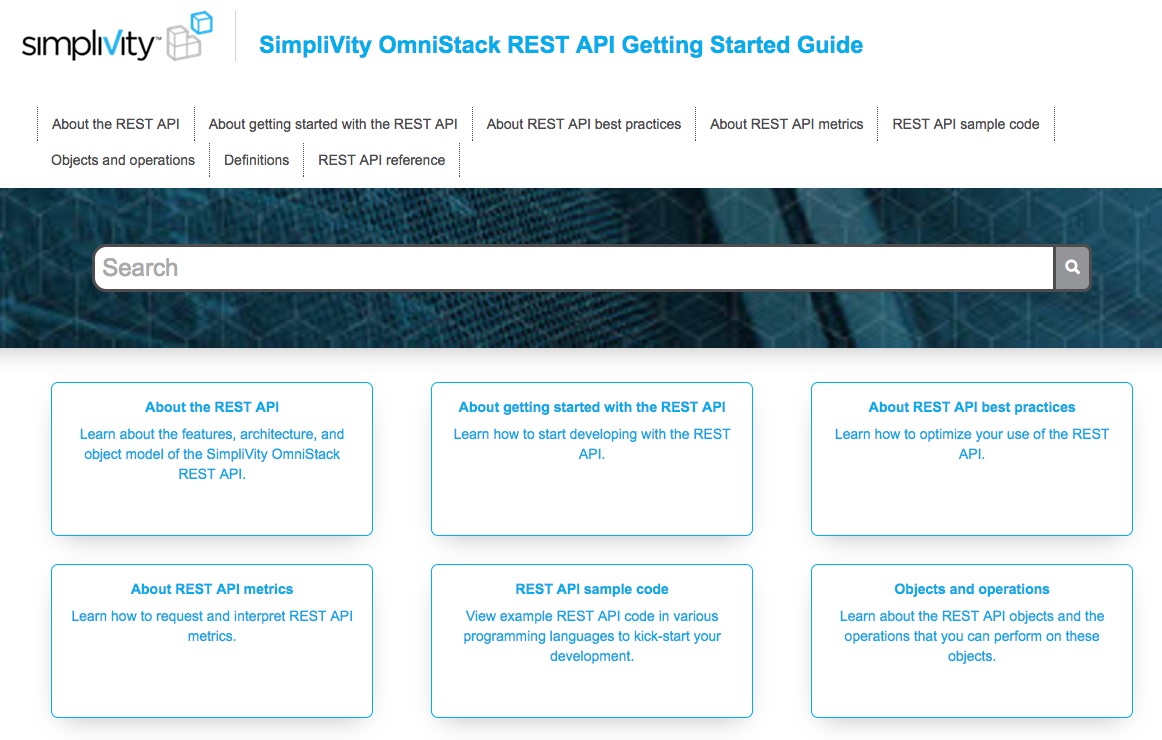 simpliVity™
SimpliVity OmniStack REST API Getting Started Guide
About the REST API
About getting started with the REST API
About REST API best practices
About REST API metrics
REST API sample code
Objects and operations
Definitions
REST API reference
Search
About the REST API
Learn about the features, architecture, and
object model of the SimpliVity OmniStack
REST API.
About getting started with the REST API
Learn how to start developing with the REST
API.
About REST API best practices
Learn how to optimize your use of the REST
API.
About REST API metrics
Learn how to request and interpret REST API
metrics.
REST API sample code
View example REST API code in various
programming languages to kick-start your
development.
Objects and operations
Learn about the REST API objects and the
operations that you can perform on these
objects.